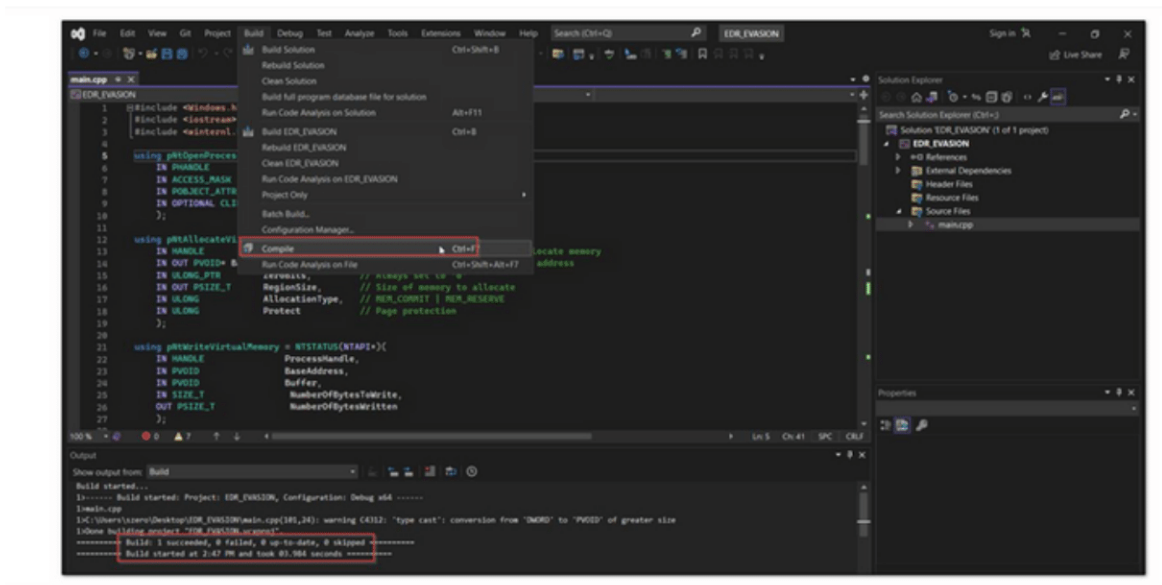 File Edit View Git Project Build Debug Test Analyze Tools Extensions Window Help Search (Ctrl+Q) EDR_EVASION Sign in
Live Share
Build Solution Ctrl+Shift+B
Rebuild Solution
Clean Solution
Build full program database file for solution
Run Code Analysis on Solution Alt+F11
Build EDR_EVASION Ctrl+B
Rebuild EDR_EVASION
Clean EDR_EVASION
Run Code Analysis on EDR_EVASION
Project Only
Batch Build...
Configuration Manager...
Compile Ctrl+F7
Run Code Analysis on File Ctrl+Shift+Alt+F7
main.cpp
EDR_EVASION
1 #include <Windows.h
2 #include <iostream>
3 #include <winternl.
4
5 using pNtOpenProces
6 IN PHANDLE
7 IN ACCESS_MASK
8 IN POBJECT_ATTR
9 IN OPTIONAL CLI
10 );
11
12 using pNtAllocateVi
13 IN HANDLE locate memory
14 IN OUT PVOID* B address
15 IN ULONG_PTR ZeroBits, // Always set to '0'
16 IN OUT PSIZE_T RegionSize, // Size of memory to allocate
17 IN ULONG AllocationType, // MEM_COMMIT | MEM_RESERVE
18 IN ULONG Protect // Page protection
19 );
20
21 using pNtWriteVirtualMemory = NTSTATUS(NTAPI*)(
22 IN HANDLE ProcessHandle,
23 IN PVOID BaseAddress,
24 IN PVOID Buffer,
25 IN SIZE_T NumberOfBytesToWrite,
26 OUT PSIZE_T NumberOfBytesWritten
27 );
100 % 0 7 Ln: 5 Ch: 41 SPC CRLF
Solution Explorer
Search Solution Explorer (Ctrl+;)
Solution 'EDR_EVASION' (1 of 1 project)
EDR_EVASION
References
External Dependencies
Header Files
Resource Files
Source Files
main.cpp
Properties
Output
Show output from: Build
Build started...
1>------ Build started: Project: EDR_EVASION, Configuration: Debug x64 ------
1>main.cpp
1>C:\Users\szero\Desktop\EDR_EVASION\main.cpp(101,24): warning C4312: 'type cast': conversion from 'DWORD' to 'PVOID' of greater size
1>Done building project "EDR_EVASION.vcxproj".
========== Build: 1 succeeded, 0 failed, 0 up-to-date, 0 skipped ==========
========== Build started at 2:47 PM and took 03.984 seconds ==========